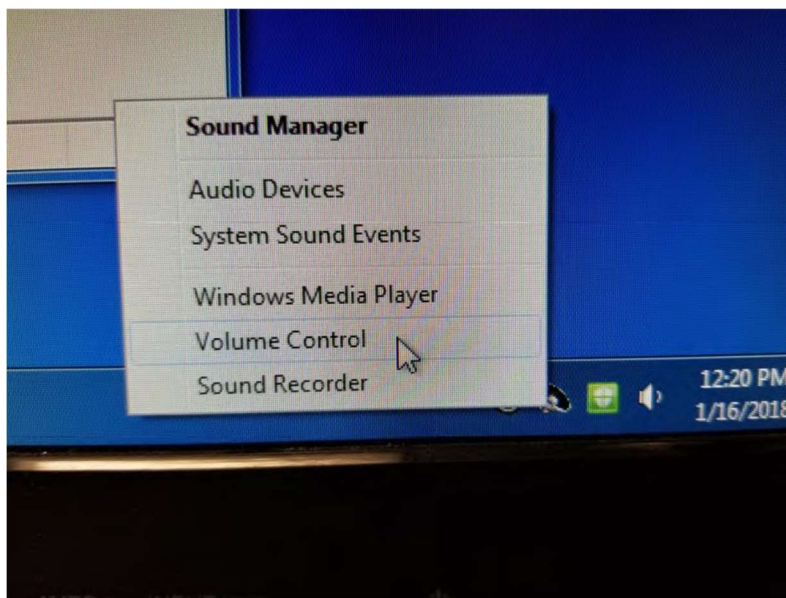 Sound Manager
Audio Devices
System Sound Events
Windows Media Player
Volume Control
Sound Recorder
12:20 PM
1/16/2018